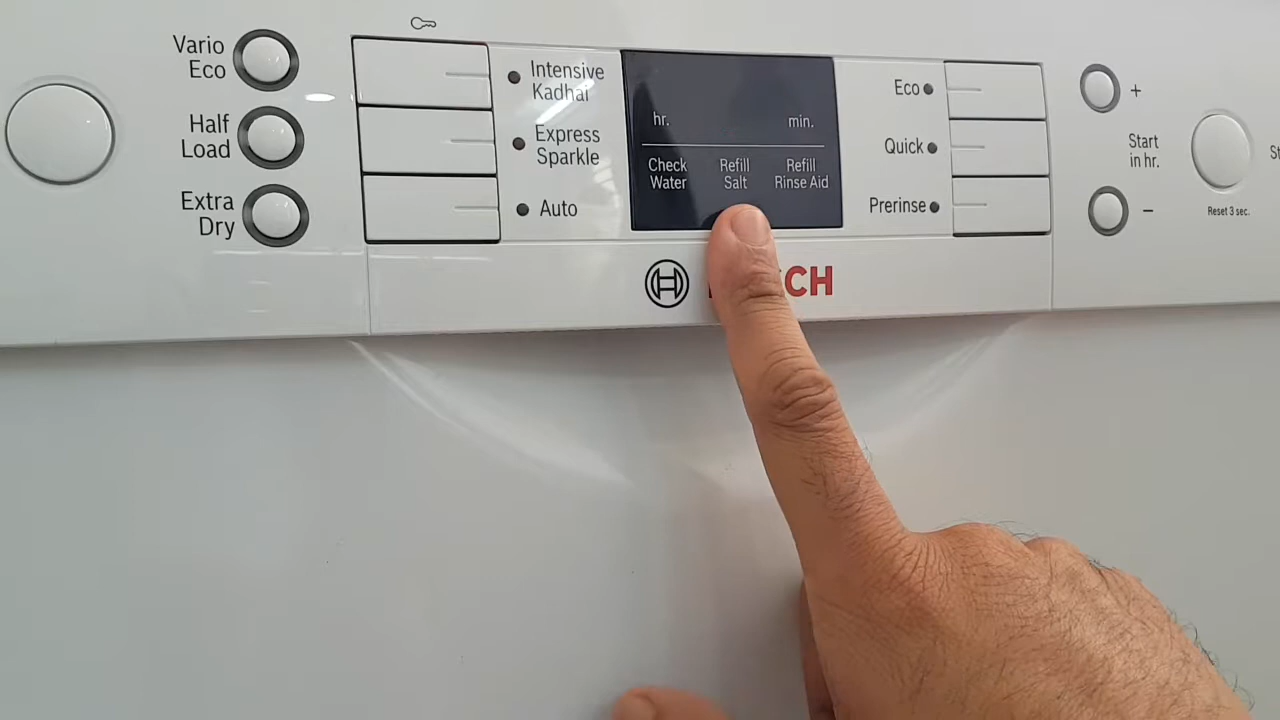 Vario
Eco
Half
Load
Extra
Dry
Intensive
Kadhai
Express
Sparkle
Auto
hr.
min.
Check
Water
Refill
Salt
Refill
Rinse Aid
Eco
Quick
Prerinse
+
Start
in hr.
−
Reset 3 sec.
CH